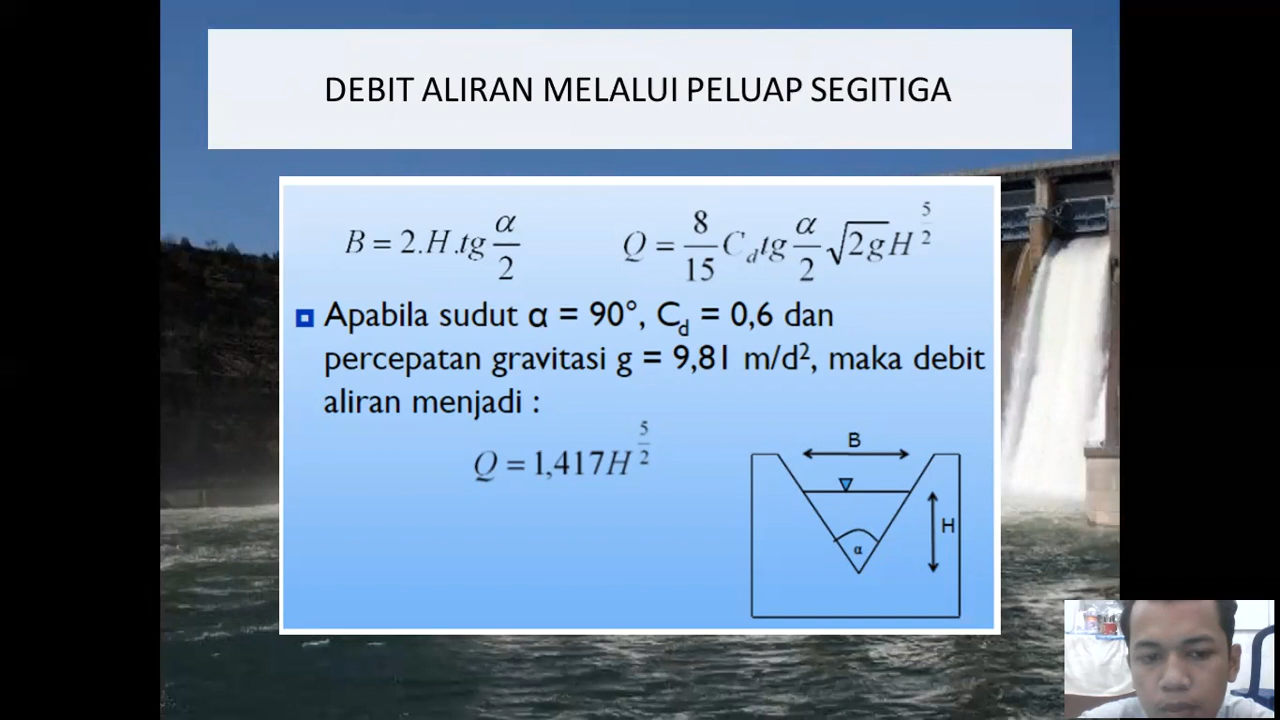 DEBIT ALIRAN MELALUI PELUAP SEGITIGA
B = 2.H.tg α/2
Q = 8/15 C_d tg α/2 √2g H^5/2
Apabila sudut α = 90°, C_d = 0,6 dan
percepatan gravitasi g = 9,81 m/d², maka debit
aliran menjadi :
Q = 1,417H^5/2
B
H
α